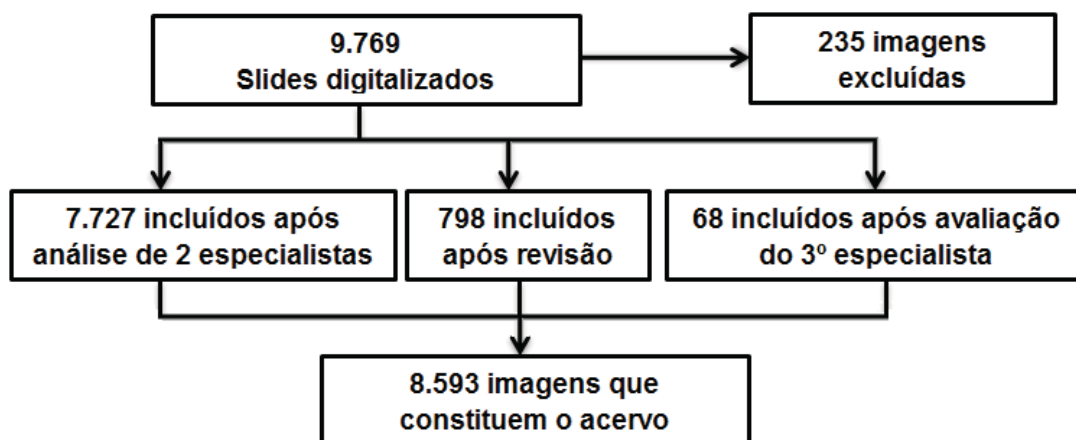 9.769
Slides digitalizados
235 imagens
excluídas
7.727 incluídos após
análise de 2 especialistas
798 incluídos
após revisão
68 incluídos após avaliação
do 3º especialista
8.593 imagens que
constituem o acervo